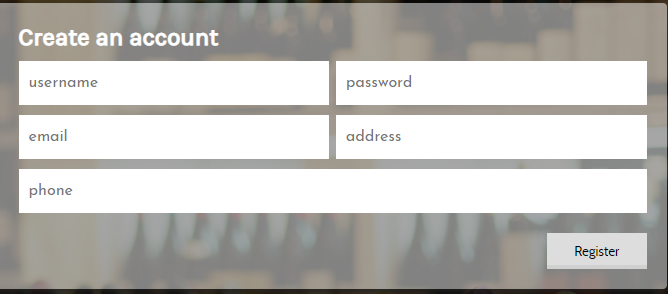 Create an account
username password
email address
phone
Register